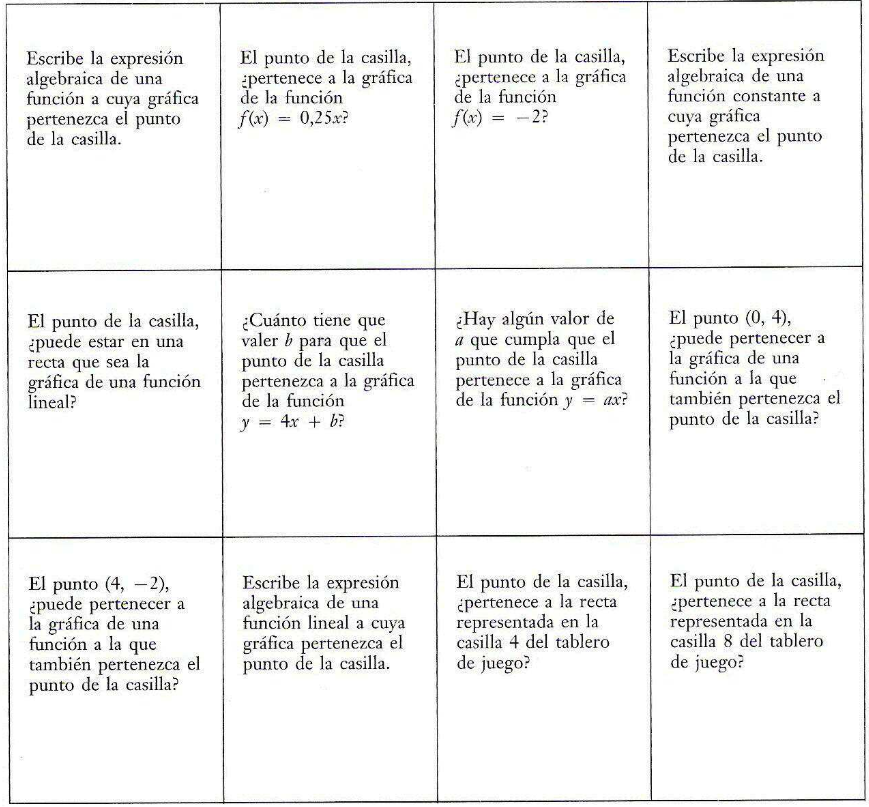 Escribe la expresión
algebraica de una
función a cuya gráfica
pertenezca el punto
de la casilla.
El punto de la casilla,
¿pertenece a la gráfica
de la función
f(x) = 0,25x?
El punto de la casilla,
¿pertenece a la gráfica
de la función
f(x) = −2?
Escribe la expresión
algebraica de una
función constante a
cuya gráfica
pertenezca el punto
de la casilla.
El punto de la casilla,
¿puede estar en una
recta que sea la
gráfica de una función
lineal?
¿Cuánto tiene que
valer b para que el
punto de la casilla
pertenezca a la gráfica
de la función
y = 4x + b?
¿Hay algún valor de
a que cumpla que el
punto de la casilla
pertenece a la gráfica
de la función y = ax?
El punto (0, 4),
¿puede pertenecer a
la gráfica de una
función a la que
también pertenezca el
punto de la casilla?
El punto (4, −2),
¿puede pertenecer a
la gráfica de una
función a la que
también pertenezca el
punto de la casilla?
Escribe la expresión
algebraica de una
función lineal a cuya
gráfica pertenezca el
punto de la casilla.
El punto de la casilla,
¿pertenece a la recta
representada en la
casilla 4 del tablero
de juego?
El punto de la casilla,
¿pertenece a la recta
representada en la
casilla 8 del tablero
de juego?